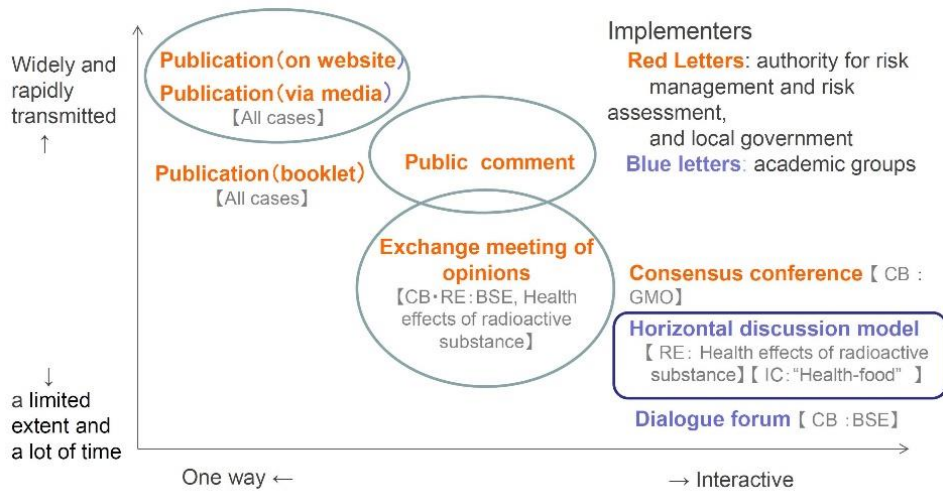 Widely and
rapidly
transmitted
↑
↓
a limited
extent and
a lot of time
Publication(on website)
Publication(via media)
【All cases】
Publication(booklet)
【All cases】
Public comment
Exchange meeting of
opinions
【CB・RE:BSE, Health
effects of radioactive
substance】
Implementers
Red Letters: authority for risk
management and risk
assessment,
and local government
Blue letters: academic groups
Consensus conference【 CB :
GMO】
Horizontal discussion model
【 RE: Health effects of radioactive
substance】【 IC:“Health-food” 】
Dialogue forum【 CB :BSE】
One way ←
→ Interactive